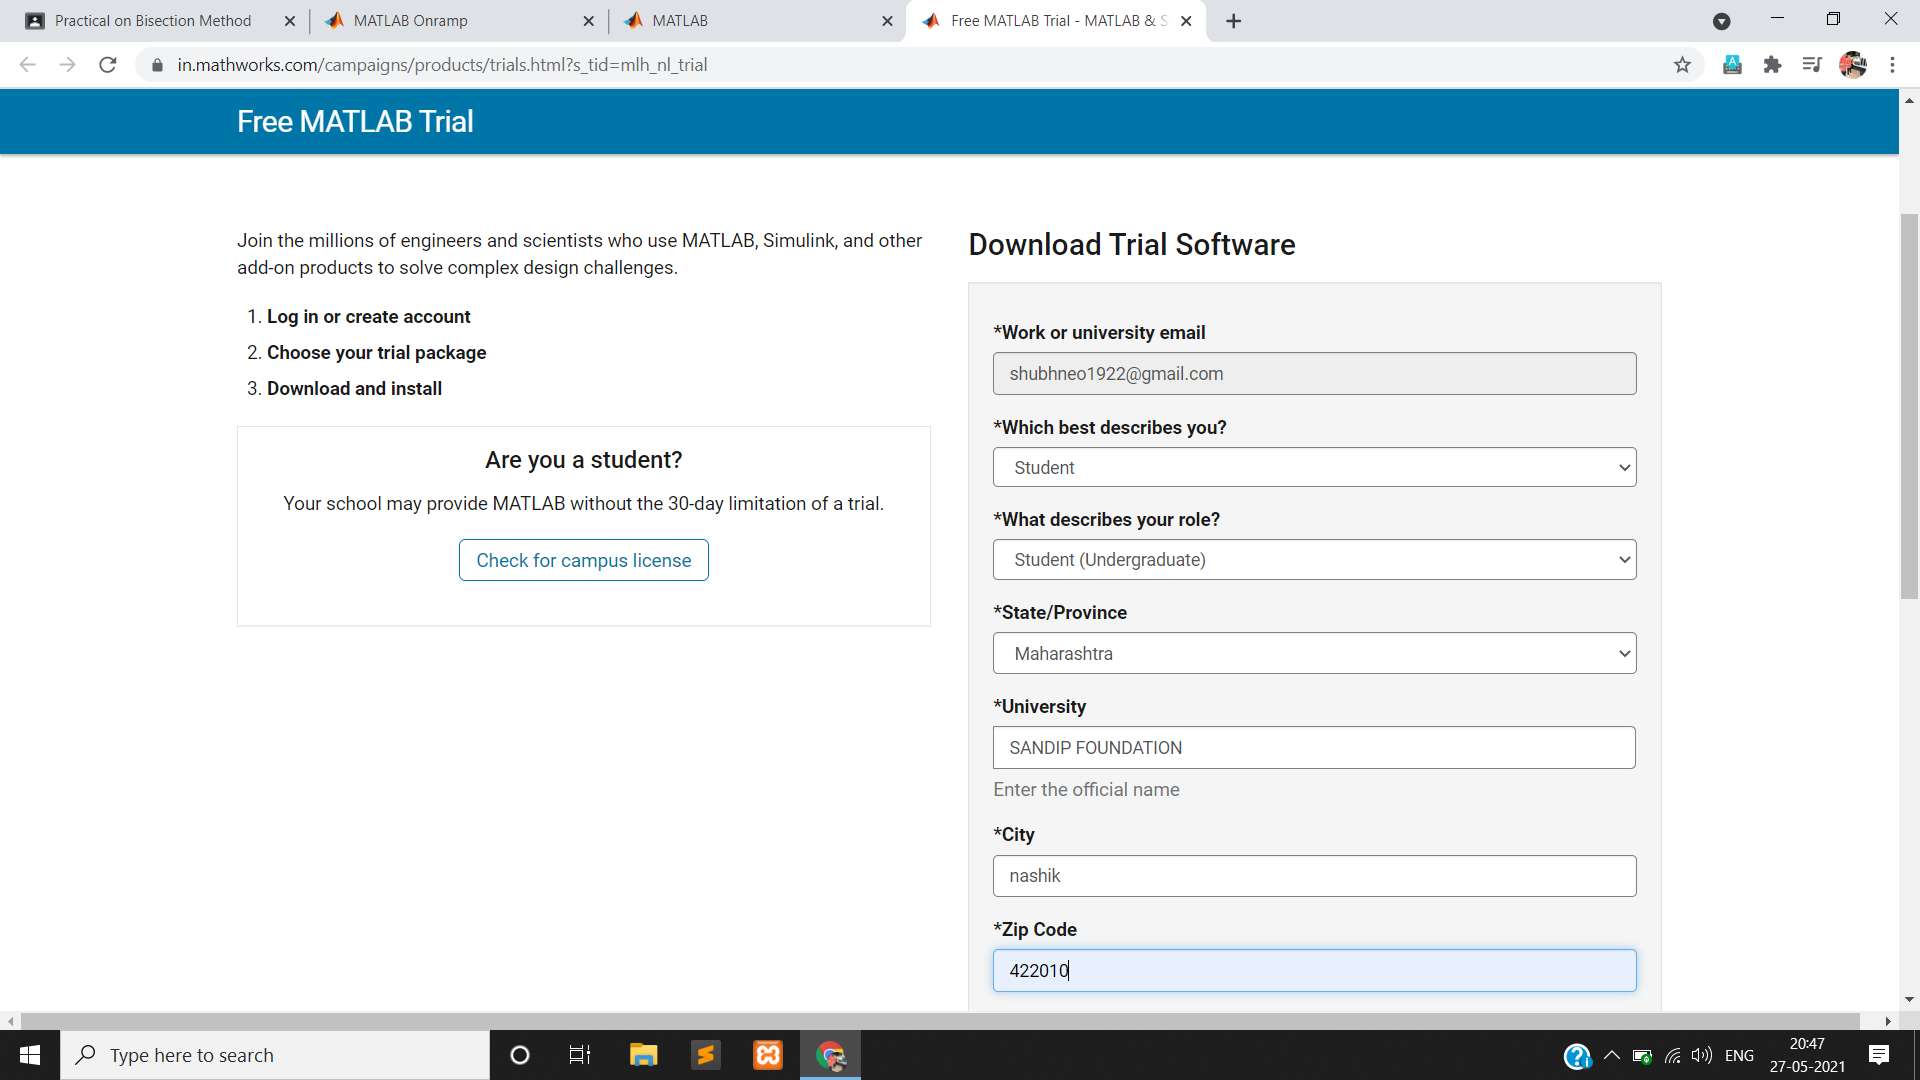 Practical on Bisection Method
MATLAB Onramp
MATLAB
Free MATLAB Trial - MATLAB & S
in.mathworks.com/campaigns/products/trials.html?s_tid=mlh_nl_trial
Free MATLAB Trial
Join the millions of engineers and scientists who use MATLAB, Simulink, and other
add-on products to solve complex design challenges.
1. Log in or create account
2. Choose your trial package
3. Download and install
Are you a student?
Your school may provide MATLAB without the 30-day limitation of a trial.
Check for campus license
Download Trial Software
*Work or university email
shubhneo1922@gmail.com
*Which best describes you?
Student
*What describes your role?
Student (Undergraduate)
*State/Province
Maharashtra
*University
SANDIP FOUNDATION
Enter the official name
*City
nashik
*Zip Code
422010
Type here to search
ENG
20:47
27-05-2021